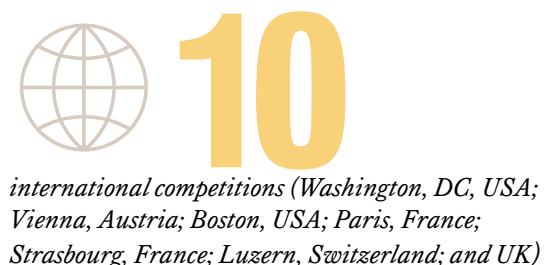 10
international competitions (Washington, DC, USA;
Vienna, Austria; Boston, USA; Paris, France;
Strasbourg, France; Luzern, Switzerland; and UK)